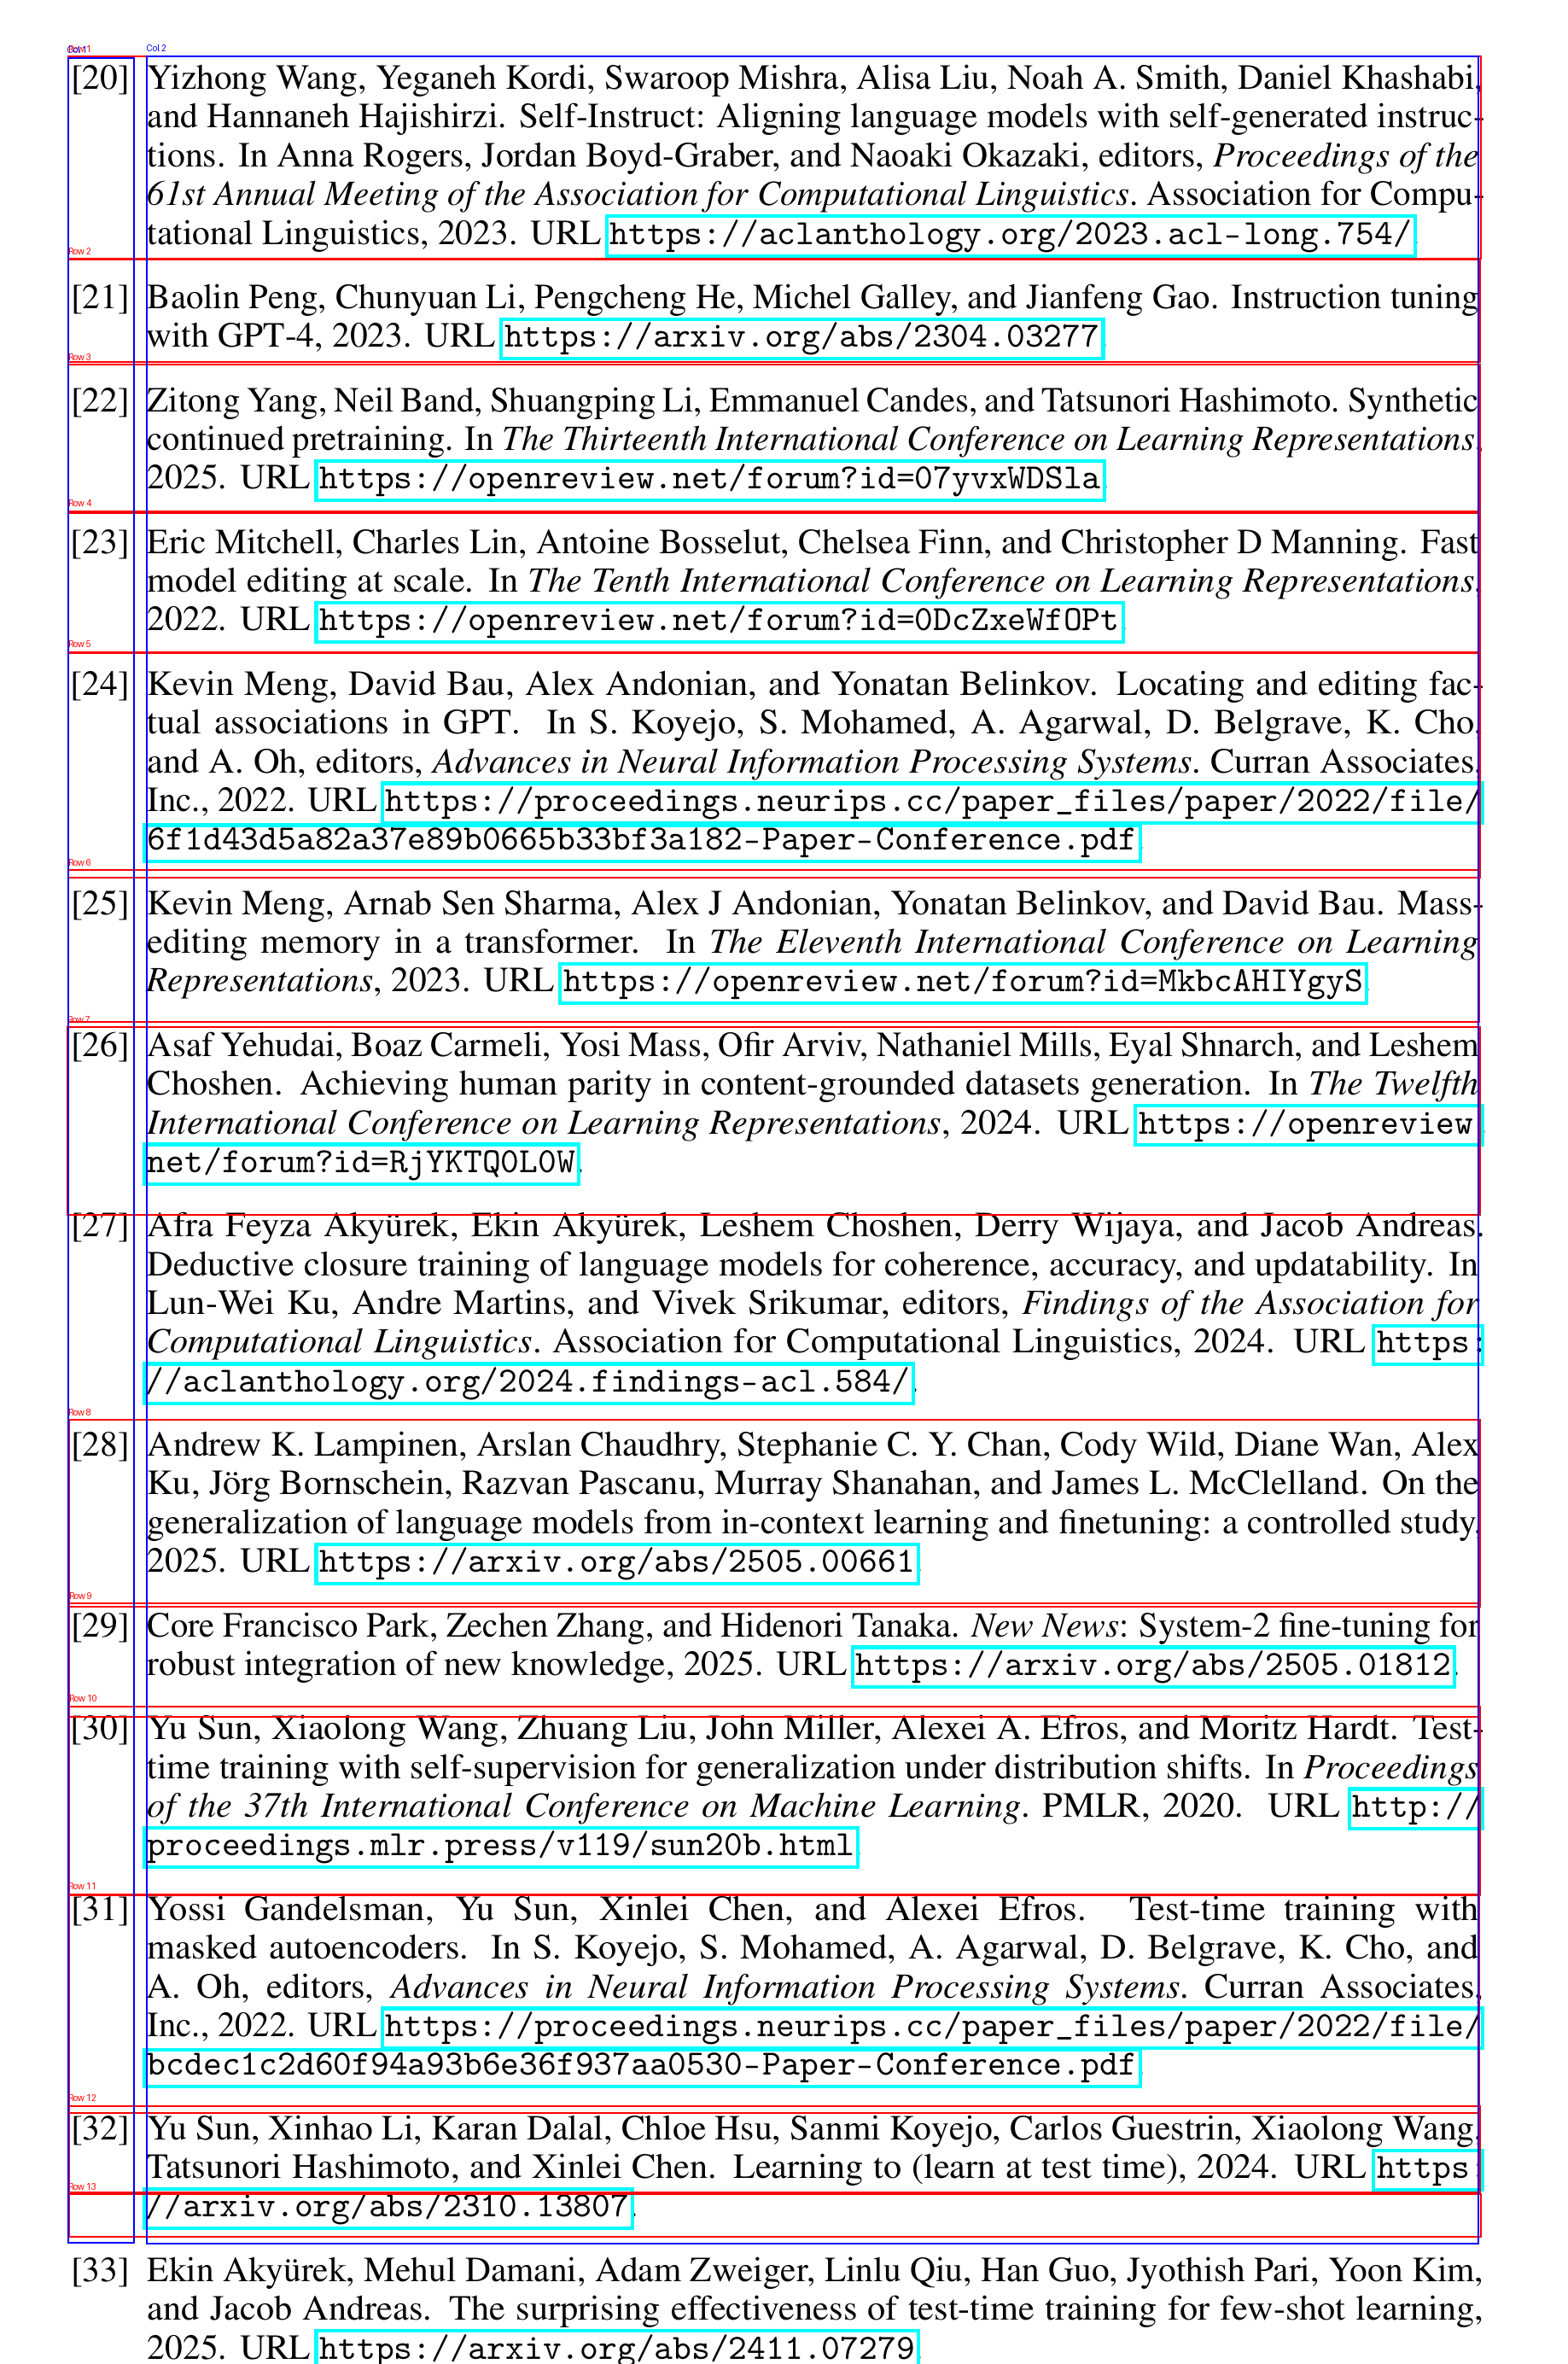 Row 1
Col 2
[20] Yizhong Wang, Yeganeh Kordi, Swaroop Mishra, Alisa Liu, Noah A. Smith, Daniel Khashabi,
and Hannaneh Hajishirzi. Self-Instruct: Aligning language models with self-generated instruc-
tions. In Anna Rogers, Jordan Boyd-Graber, and Naoaki Okazaki, editors, Proceedings of the
61st Annual Meeting of the Association for Computational Linguistics. Association for Compu-
tational Linguistics, 2023. URL https://aclanthology.org/2023.acl-long.754/
Row 2
[21] Baolin Peng, Chunyuan Li, Pengcheng He, Michel Galley, and Jianfeng Gao. Instruction tuning
with GPT-4, 2023. URL https://arxiv.org/abs/2304.03277.
Row 3
[22] Zitong Yang, Neil Band, Shuangping Li, Emmanuel Candes, and Tatsunori Hashimoto. Synthetic
continued pretraining. In The Thirteenth International Conference on Learning Representations,
2025. URL https://openreview.net/forum?id=07yvxWDSla.
Row 4
[23] Eric Mitchell, Charles Lin, Antoine Bosselut, Chelsea Finn, and Christopher D Manning. Fast
model editing at scale. In The Tenth International Conference on Learning Representations,
2022. URL https://openreview.net/forum?id=0DcZxeWfOPt.
Row 5
[24] Kevin Meng, David Bau, Alex Andonian, and Yonatan Belinkov. Locating and editing fac-
tual associations in GPT. In S. Koyejo, S. Mohamed, A. Agarwal, D. Belgrave, K. Cho,
and A. Oh, editors, Advances in Neural Information Processing Systems. Curran Associates,
Inc., 2022. URL https://proceedings.neurips.cc/paper_files/paper/2022/file/
6f1d43d5a82a37e89b0665b33bf3a182-Paper-Conference.pdf.
Row 6
[25] Kevin Meng, Arnab Sen Sharma, Alex J Andonian, Yonatan Belinkov, and David Bau. Mass-
editing memory in a transformer. In The Eleventh International Conference on Learning
Representations, 2023. URL https://openreview.net/forum?id=MkbcAHIYgyS.
Row 7
[26] Asaf Yehudai, Boaz Carmeli, Yosi Mass, Ofir Arviv, Nathaniel Mills, Eyal Shnarch, and Leshem
Choshen. Achieving human parity in content-grounded datasets generation. In The Twelfth
International Conference on Learning Representations, 2024. URL https://openreview.
net/forum?id=RjYKTQ0L0W.
[27] Afra Feyza Akyürek, Ekin Akyürek, Leshem Choshen, Derry Wijaya, and Jacob Andreas.
Deductive closure training of language models for coherence, accuracy, and updatability. In
Lun-Wei Ku, Andre Martins, and Vivek Srikumar, editors, Findings of the Association for
Computational Linguistics. Association for Computational Linguistics, 2024. URL https:
//aclanthology.org/2024.findings-acl.584/.
Row 8
[28] Andrew K. Lampinen, Arslan Chaudhry, Stephanie C. Y. Chan, Cody Wild, Diane Wan, Alex
Ku, Jörg Bornschein, Razvan Pascanu, Murray Shanahan, and James L. McClelland. On the
generalization of language models from in-context learning and finetuning: a controlled study,
2025. URL https://arxiv.org/abs/2505.00661.
Row 9
[29] Core Francisco Park, Zechen Zhang, and Hidenori Tanaka. New News: System-2 fine-tuning for
robust integration of new knowledge, 2025. URL https://arxiv.org/abs/2505.01812.
Row 10
[30] Yu Sun, Xiaolong Wang, Zhuang Liu, John Miller, Alexei A. Efros, and Moritz Hardt. Test-
time training with self-supervision for generalization under distribution shifts. In Proceedings
of the 37th International Conference on Machine Learning. PMLR, 2020. URL http://
proceedings.mlr.press/v119/sun20b.html.
Row 11
[31] Yossi Gandelsman, Yu Sun, Xinlei Chen, and Alexei Efros. Test-time training with
masked autoencoders. In S. Koyejo, S. Mohamed, A. Agarwal, D. Belgrave, K. Cho, and
A. Oh, editors, Advances in Neural Information Processing Systems. Curran Associates,
Inc., 2022. URL https://proceedings.neurips.cc/paper_files/paper/2022/file/
bcdec1c2d60f94a93b6e36f937aa0530-Paper-Conference.pdf.
Row 12
[32] Yu Sun, Xinhao Li, Karan Dalal, Chloe Hsu, Sanmi Koyejo, Carlos Guestrin, Xiaolong Wang,
Tatsunori Hashimoto, and Xinlei Chen. Learning to (learn at test time), 2024. URL https:
Row 13
//arxiv.org/abs/2310.13807.
[33] Ekin Akyürek, Mehul Damani, Adam Zweiger, Linlu Qiu, Han Guo, Jyothish Pari, Yoon Kim,
and Jacob Andreas. The surprising effectiveness of test-time training for few-shot learning,
2025. URL https://arxiv.org/abs/2411.07279.